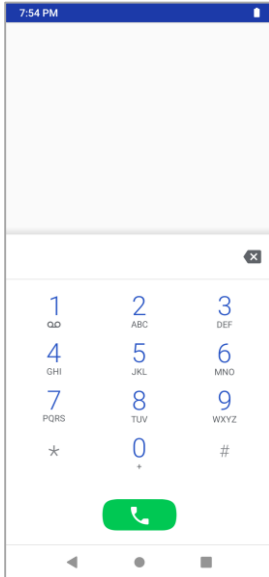 7:54 PM
1 2 3
ABC DEF
4 5 6
GHI JKL MNO
7 8 9
PQRS TUV WXYZ
* 0 #
+